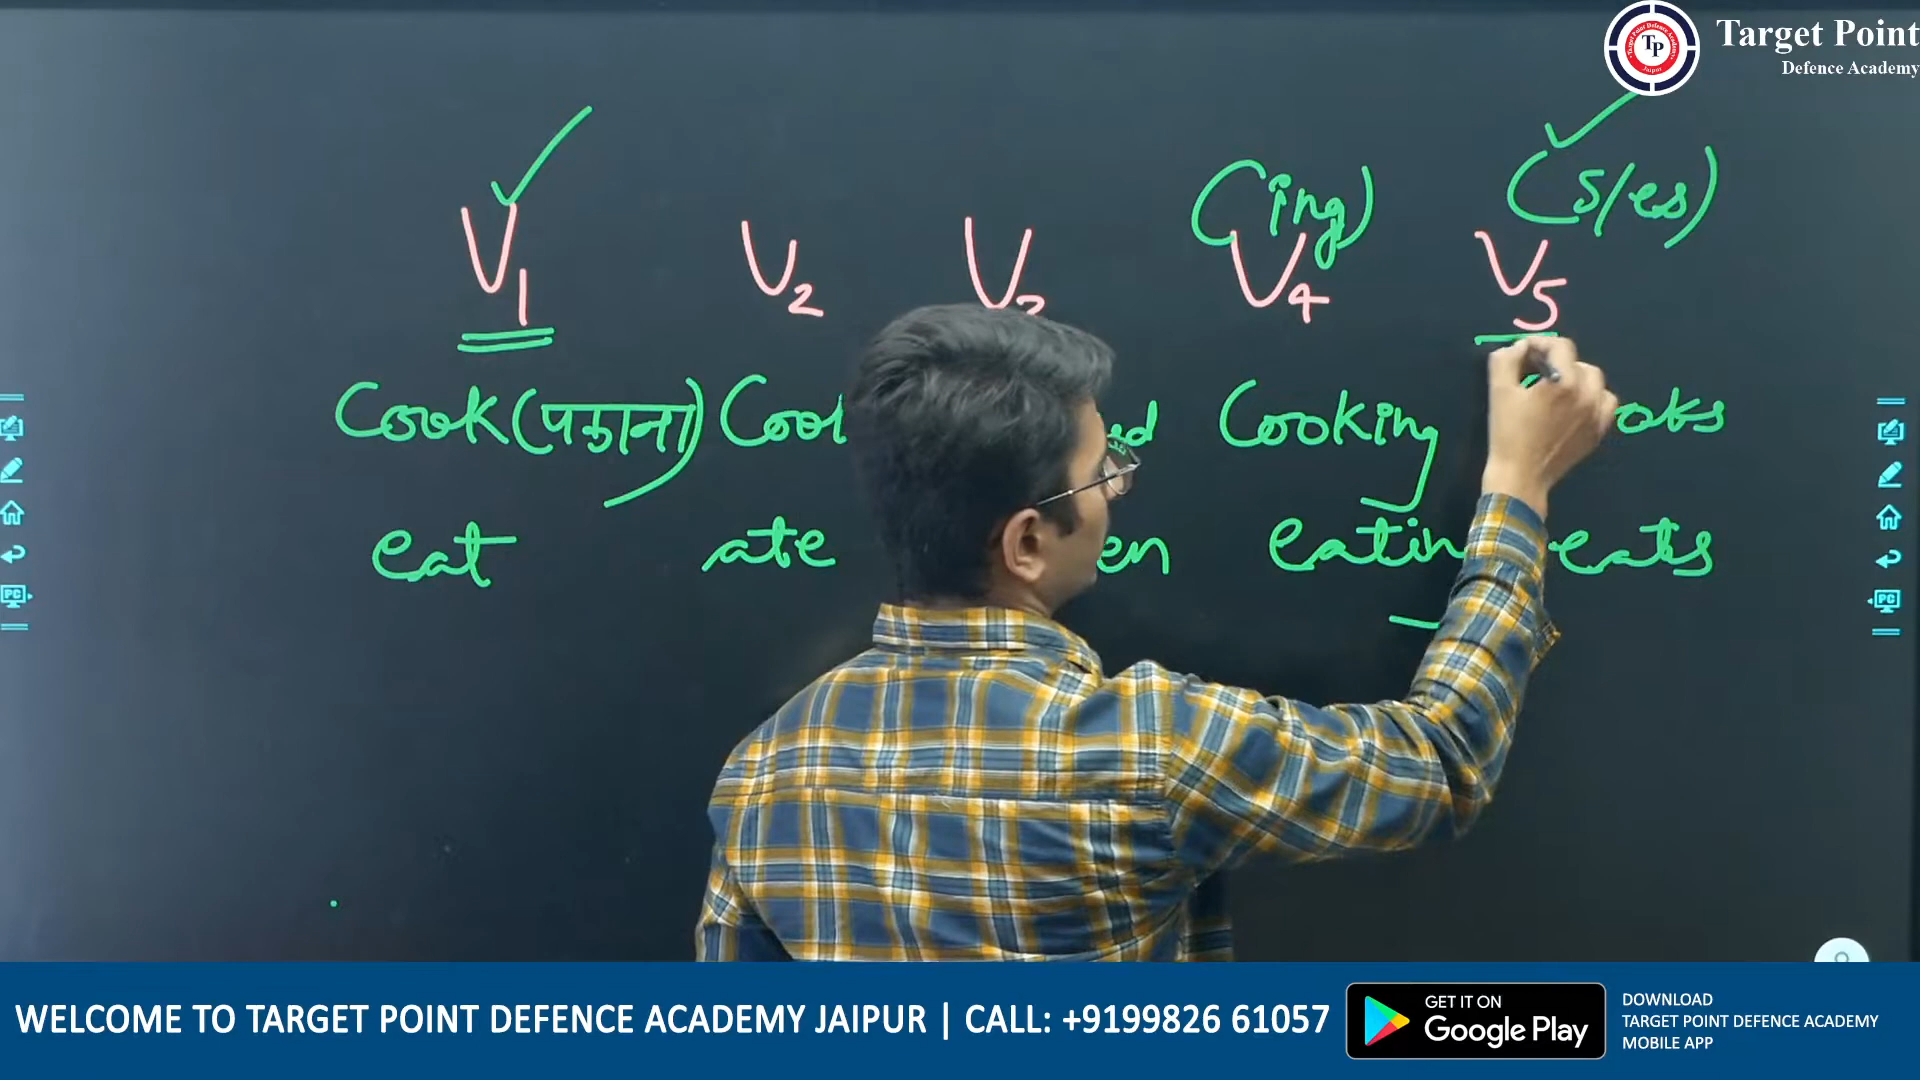 Target Point
Defence Academy
(ing) (s/es)
V1 V2 V4 V5
Cook (पकाना) Cooking
eat ate eats
WELCOME TO TARGET POINT DEFENCE ACADEMY JAIPUR | CALL: +9199826 61057
GET IT ON
Google Play
DOWNLOAD
TARGET POINT DEFENCE ACADEMY
MOBILE APP